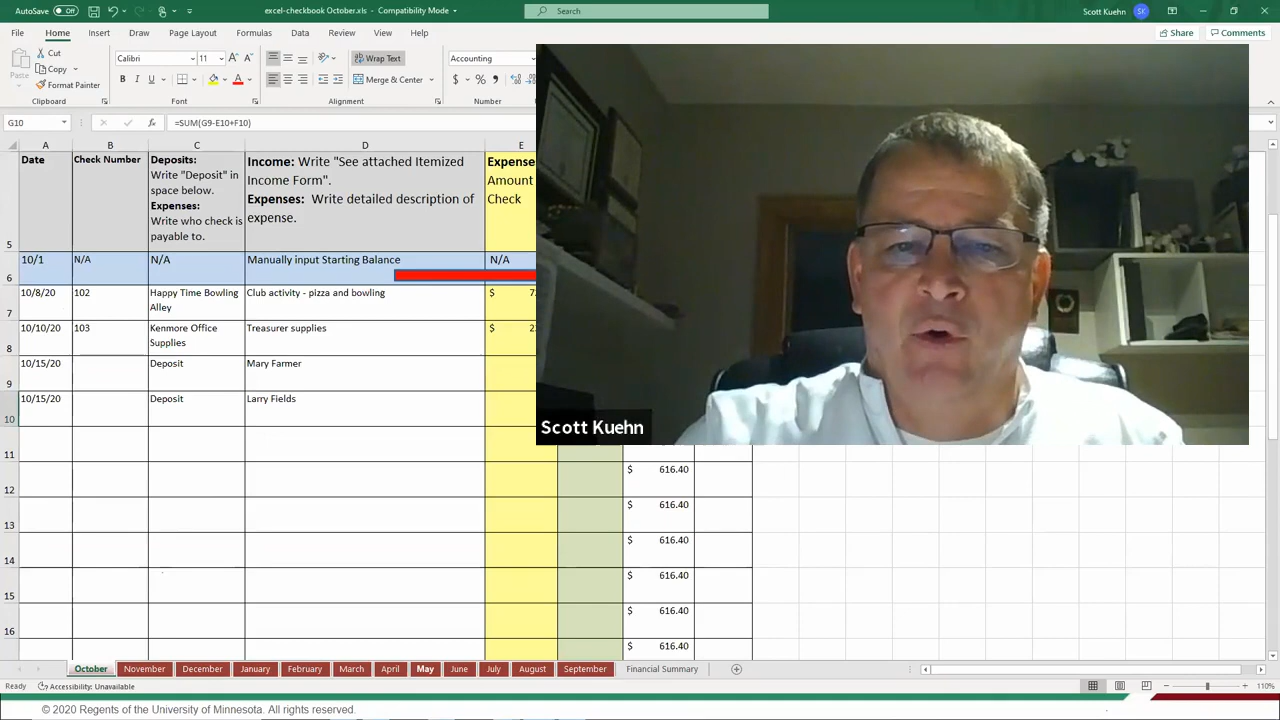 AutoSave Off excel-checkbook October.xls - Compatibility Mode Search Scott Kuehn SK
File Home Insert Draw Page Layout Formulas Data Review View Help Share Comments
Cut Calibri 11 A A Wrap Text Accounting
Copy
Paste Format Painter B I U A Merge & Center $ %
Clipboard Font Alignment Number
G10 fx =SUM(G9-E10+F10)
A B C D E
Date Check Number Deposits: Income: Write "See attached Itemized Expense
Write "Deposit" in Income Form". Amount
space below. Expenses: Write detailed description of Check
Expenses: expense.
Write who check is
payable to.
5
10/1 N/A N/A Manually input Starting Balance N/A
6
10/8/20 102 Happy Time Bowling Club activity - pizza and bowling $ 7
Alley
7
10/10/20 103 Kenmore Office Treasurer supplies $ 2
Supplies
8
10/15/20 Deposit Mary Farmer
9
10/15/20 Deposit Larry Fields
10
Scott Kuehn
11
$ 616.40
12
$ 616.40
13
$ 616.40
14
$ 616.40
15
$ 616.40
16
$ 616.40
October November December January February March April May June July August September Financial Summary
Ready Accessibility: Unavailable 110%
© 2020 Regents of the University of Minnesota. All rights reserved.